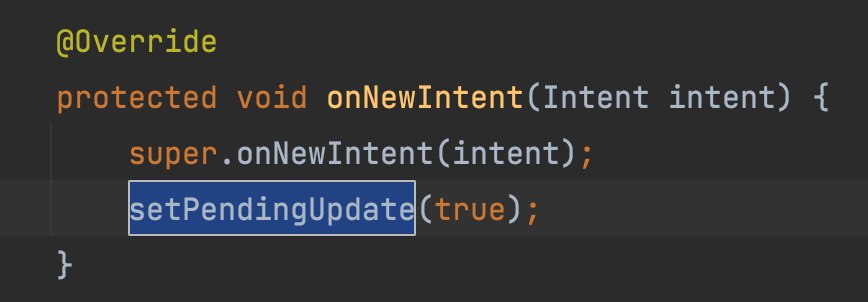 @Override
protected void onNewIntent(Intent intent) {
super.onNewIntent(intent);
setPendingUpdate(true);
}